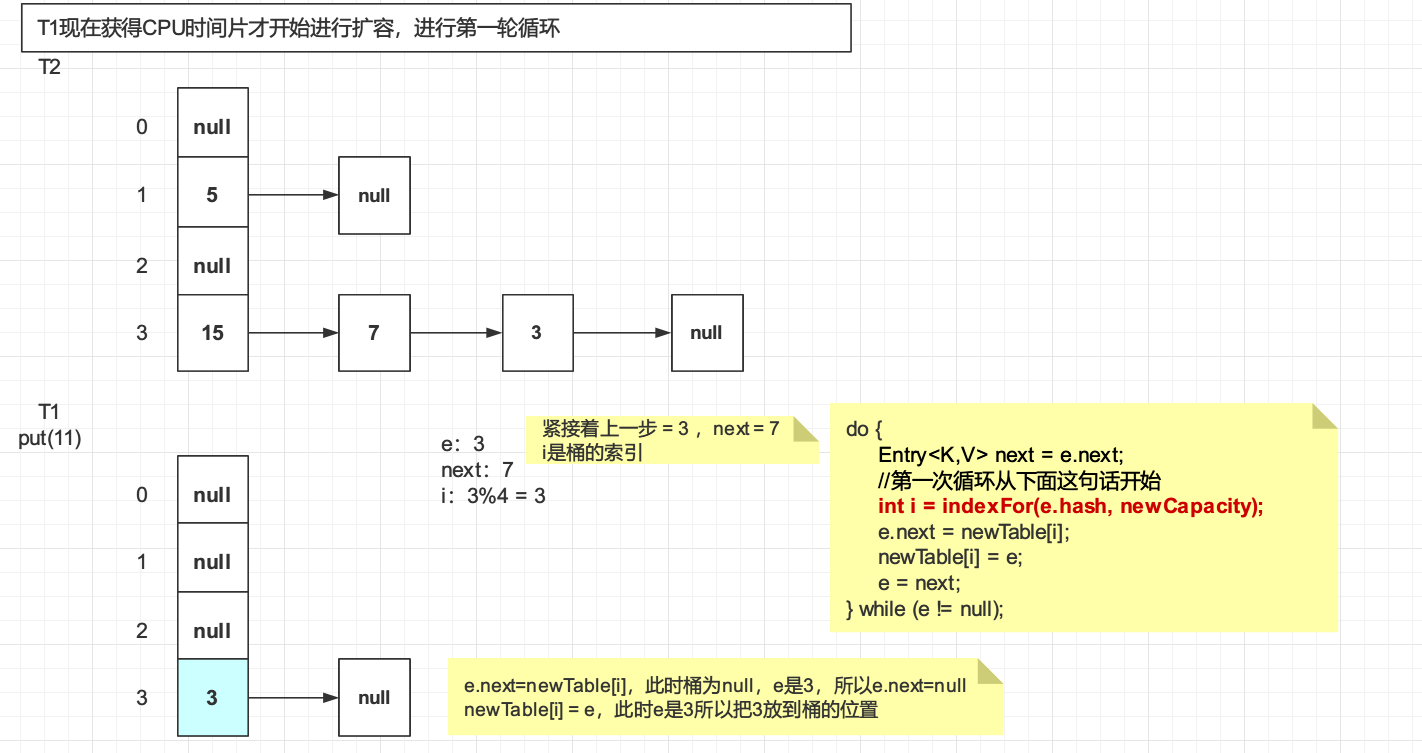 T1现在获得CPU时间片才开始进行扩容，进行第一轮循环
T2
0
null
1
5
null
2
null
3
15
7
3
null
T1
put(11)
e：3
next：7
i：3%4 = 3
紧接着上一步 = 3 ，next = 7
i是桶的索引
do {
Entry<K,V> next = e.next;
//第一次循环从下面这句话开始
int i = indexFor(e.hash, newCapacity);
e.next = newTable[i];
newTable[i] = e;
e = next;
} while (e != null);
0
null
1
null
2
null
3
3
null
e.next=newTable[i]，此时桶为null，e是3，所以e.next=null
newTable[i] = e，此时e是3所以把3放到桶的位置